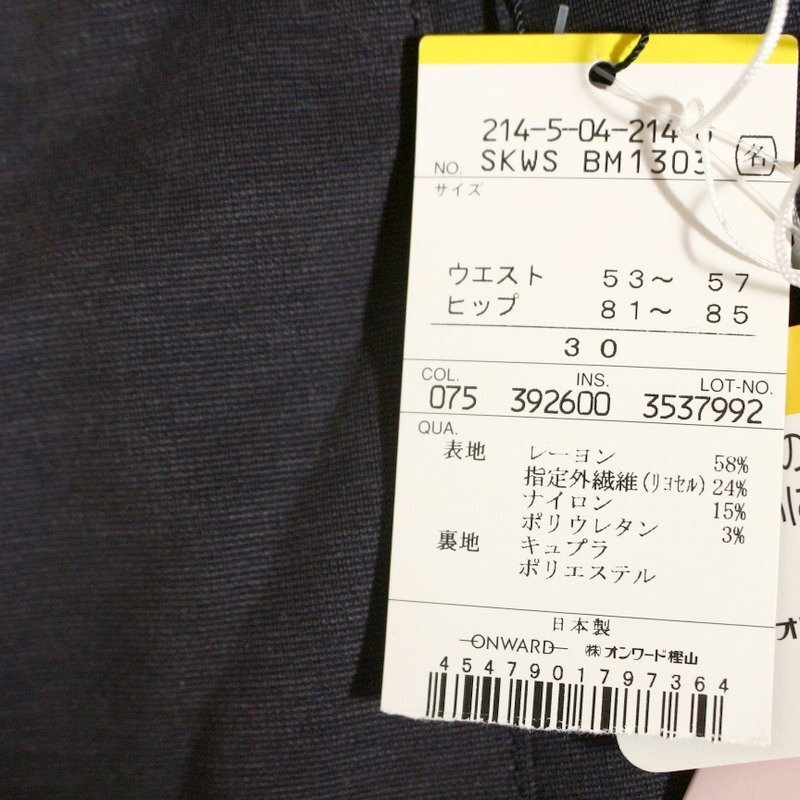 214-5-04-214
NO. SKWS BM1303 名
サイズ
ウエスト 53～ 57
ヒップ 81～ 85
30
COL. INS. LOT-NO.
075 392600 3537992
QUA.
表地 レーヨン 58%
指定外繊維(リヨセル) 24%
ナイロン 15%
ポリウレタン 3%
裏地 キュプラ
ポリエステル
日本製
ONWARD ㈱オンワード樫山
4547901797364
の